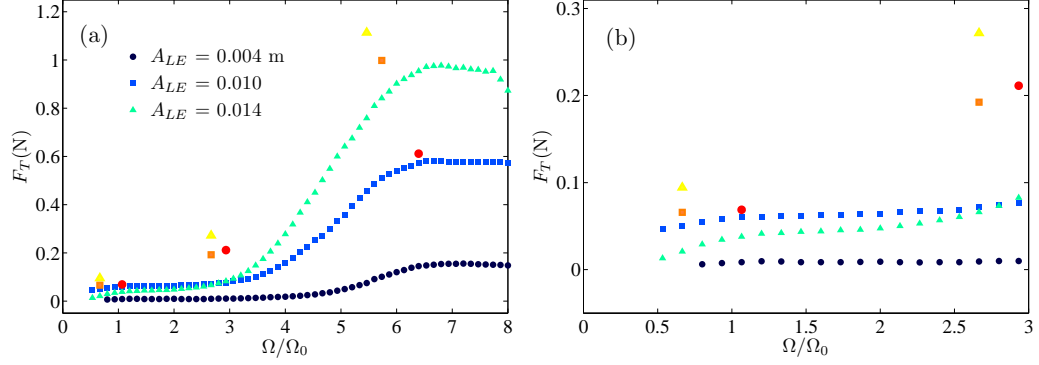 (a)
A_LE = 0.004 m
A_LE = 0.010
A_LE = 0.014
F_T(N)
1.2
1
0.8
0.6
0.4
0.2
0
0 1 2 3 4 5 6 7 8
Ω/Ω_0
(b)
F_T(N)
0.3
0.2
0.1
0
0 0.5 1 1.5 2 2.5 3
Ω/Ω_0